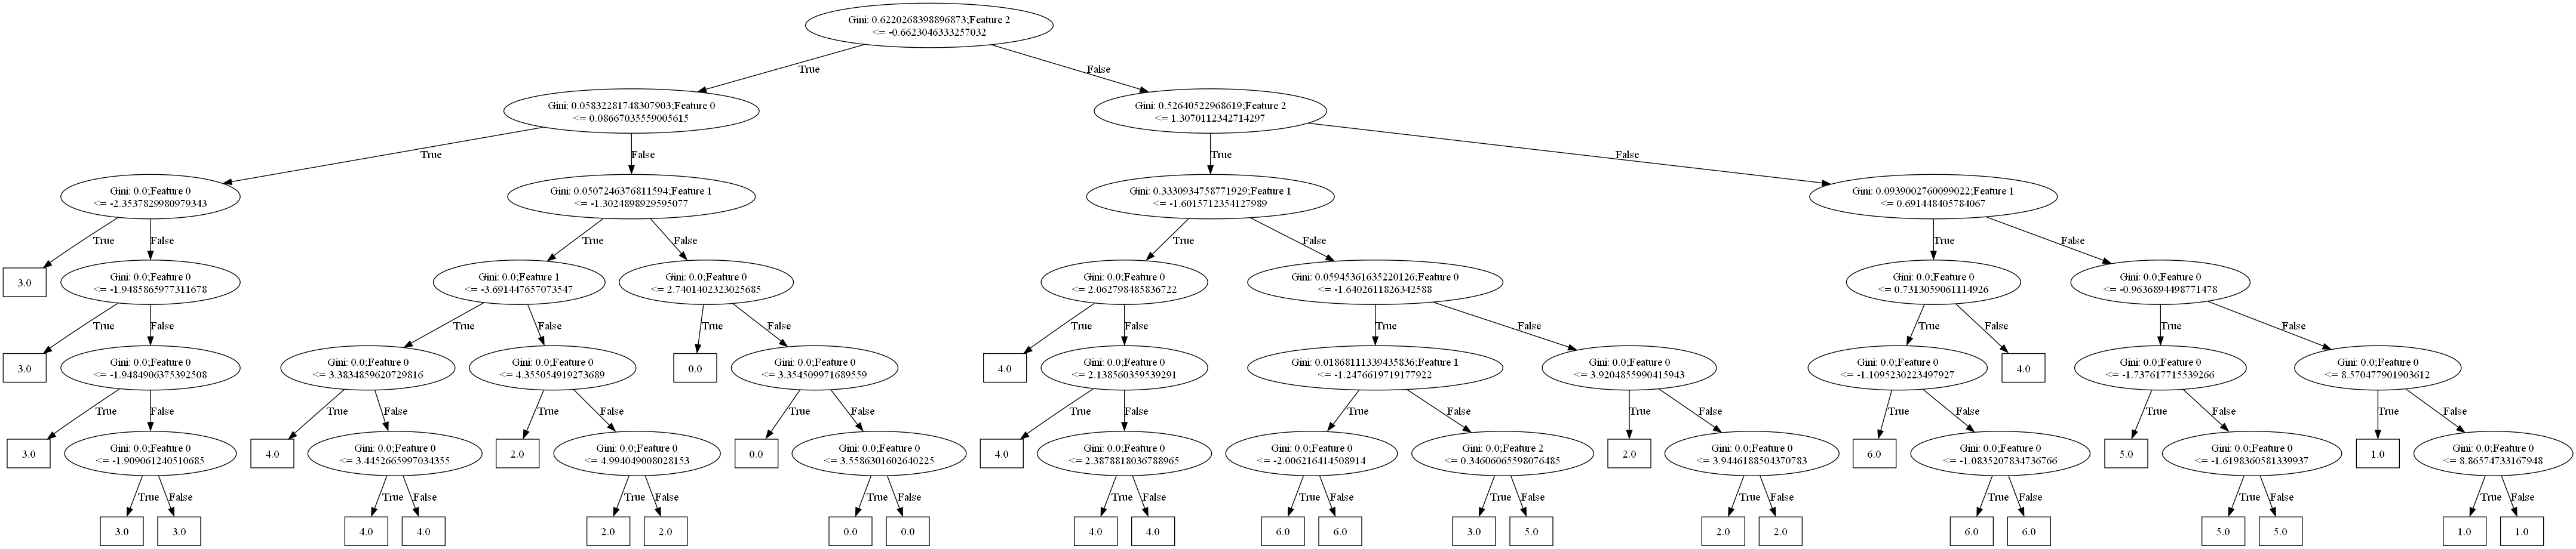 Gini: 0.6220268398896873;Feature 2
<= -0.6623046333257032
True
False
Gini: 0.05832281748307903;Feature 0
<= 0.08667035559005615
Gini: 0.52640522968619;Feature 2
<= 1.3070112342714297
True
False
True
False
Gini: 0.0;Feature 0
<= -2.3537829980979343
Gini: 0.0507246376811594;Feature 1
<= -1.3024898929595077
Gini: 0.3330934758771929;Feature 1
<= -1.6015712354127989
Gini: 0.0939002760099022;Feature 1
<= 0.691448405784067
True
False
True
False
True
False
True
False
3.0
Gini: 0.0;Feature 0
<= -1.9485865977311678
Gini: 0.0;Feature 1
<= -3.691447657073547
Gini: 0.0;Feature 0
<= 2.7401402323025685
Gini: 0.0;Feature 0
<= 2.062798485836722
Gini: 0.05945361635220126;Feature 0
<= -1.6402611826342588
Gini: 0.0;Feature 0
<= 0.731305906111492​6
Gini: 0.0;Feature 0
<= -0.9636894498771478
True
False
True
False
True
False
True
False
True
False
True
False
True
False
3.0
Gini: 0.0;Feature 0
<= -1.9484906375392508
Gini: 0.0;Feature 0
<= 3.3834859620729816
Gini: 0.0;Feature 0
<= 4.355054919273689
0.0
Gini: 0.0;Feature 0
<= 3.354509971689559
4.0
Gini: 0.0;Feature 0
<= 2.138560359539291
Gini: 0.01868111339435836;Feature 1
<= -1.2476619719177922
Gini: 0.0;Feature 0
<= 3.9204855990415943
Gini: 0.0;Feature 0
<= -1.1095230223497927
4.0
Gini: 0.0;Feature 0
<= -1.737617715539266
Gini: 0.0;Feature 0
<= 8.570477901903612
True
False
True
False
True
False
True
False
True
False
True
False
True
False
True
False
True
False
True
False
3.0
Gini: 0.0;Feature 0
<= -1.909061240510685
4.0
Gini: 0.0;Feature 0
<= 3.4452665997034355
2.0
Gini: 0.0;Feature 0
<= 4.994049008028153
0.0
Gini: 0.0;Feature 0
<= 3.5586301602640225
4.0
Gini: 0.0;Feature 0
<= 2.3878818036788965
Gini: 0.0;Feature 0
<= -2.006216414508914
Gini: 0.0;Feature 2
<= 0.34606065598076485
2.0
Gini: 0.0;Feature 0
<= 3.9446188504370783
6.0
Gini: 0.0;Feature 0
<= -1.0835207834736766
5.0
Gini: 0.0;Feature 0
<= -1.6198360581339937
1.0
Gini: 0.0;Feature 0
<= 8.86574733167948
True
False
True
False
True
False
True
False
True
False
True
False
True
False
True
False
True
False
True
False
True
False
3.0
3.0
4.0
4.0
2.0
2.0
0.0
0.0
4.0
4.0
6.0
6.0
3.0
5.0
2.0
2.0
6.0
6.0
5.0
5.0
1.0
1.0